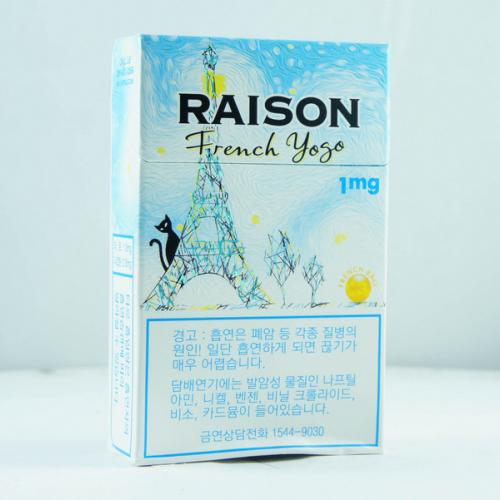 RAISON
French Yogo
1mg
경고 : 흡연은 폐암 등 각종 질병의
원인! 일단 흡연하게 되면 끊기가
매우 어렵습니다.
담배연기에는 발암성 물질인 나프틸
아민, 니켈, 벤젠, 비닐 크롤라이드,
비소, 카드뮴이 들어있습니다.
금연상담전화 1544-9030